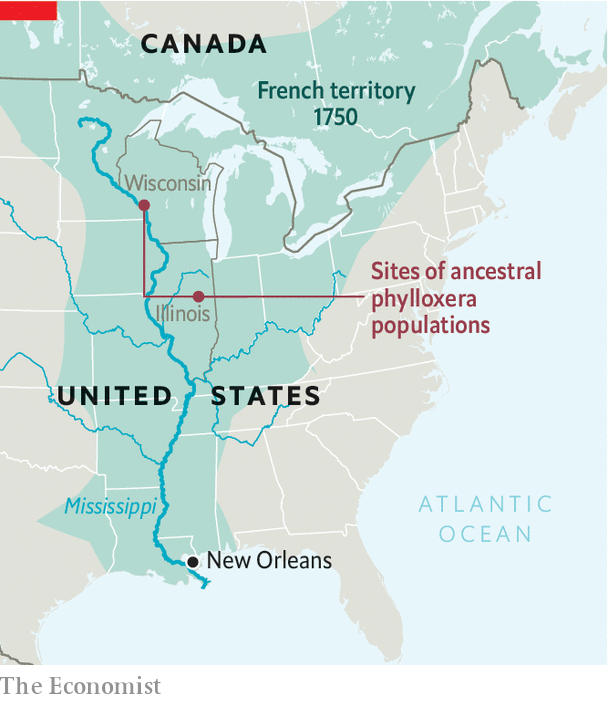 CANADA
French territory
1750
Wisconsin
Sites of ancestral
phylloxera
populations
Illinois
UNITED STATES
Mississippi
ATLANTIC
OCEAN
New Orleans
The Economist